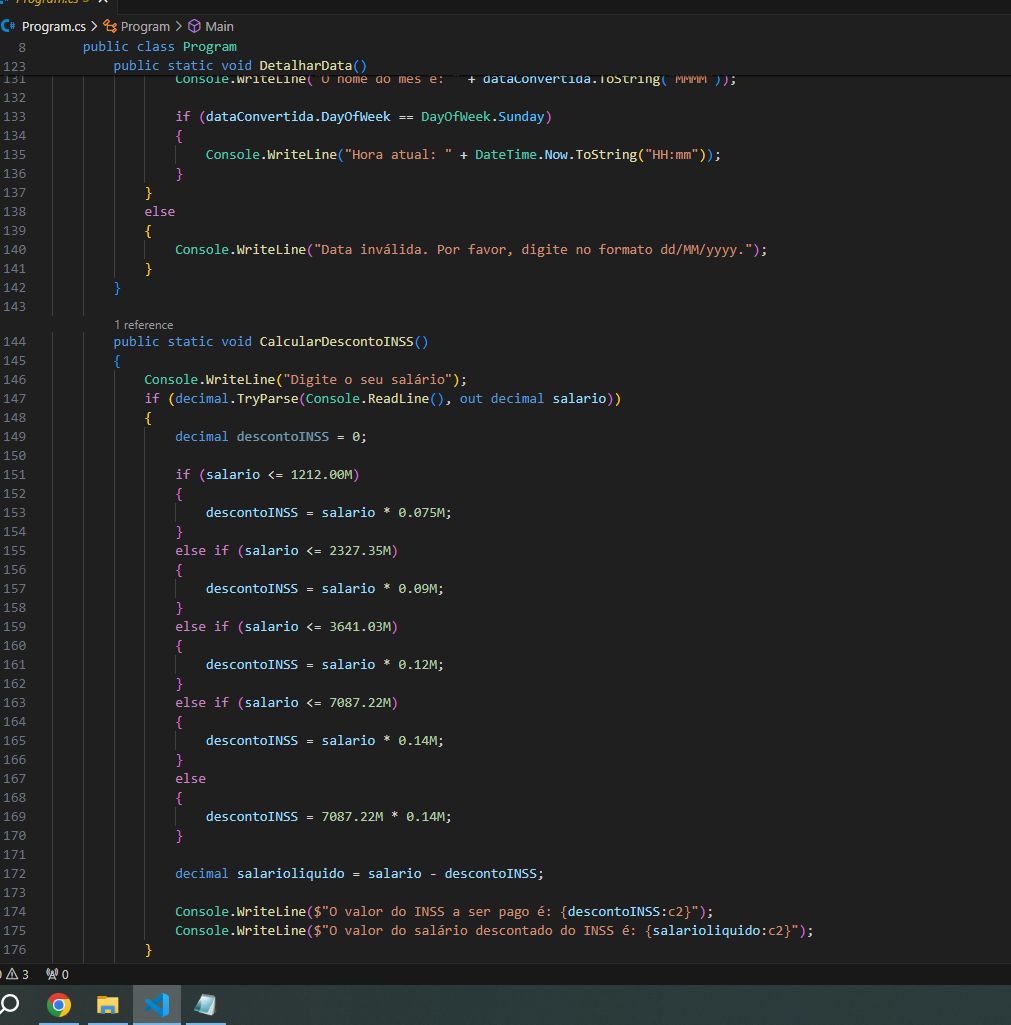 Program.cs
Program.cs > Program > Main
8 public class Program
123 public static void DetalharData()
131 Console.WriteLine("O nome do mês é: " + dataConvertida.ToString("MMMM"));
132
133 if (dataConvertida.DayOfWeek == DayOfWeek.Sunday)
134 {
135 Console.WriteLine("Hora atual: " + DateTime.Now.ToString("HH:mm"));
136 }
137 }
138 else
139 {
140 Console.WriteLine("Data inválida. Por favor, digite no formato dd/MM/yyyy.");
141 }
142 }
143
1 reference
144 public static void CalcularDescontoINSS()
145 {
146 Console.WriteLine("Digite o seu salário");
147 if (decimal.TryParse(Console.ReadLine(), out decimal salario))
148 {
149 decimal descontoINSS = 0;
150
151 if (salario <= 1212.00M)
152 {
153 descontoINSS = salario * 0.075M;
154 }
155 else if (salario <= 2327.35M)
156 {
157 descontoINSS = salario * 0.09M;
158 }
159 else if (salario <= 3641.03M)
160 {
161 descontoINSS = salario * 0.12M;
162 }
163 else if (salario <= 7087.22M)
164 {
165 descontoINSS = salario * 0.14M;
166 }
167 else
168 {
169 descontoINSS = 7087.22M * 0.14M;
170 }
171
172 decimal salarioliquido = salario - descontoINSS;
173
174 Console.WriteLine($"O valor do INSS a ser pago é: {descontoINSS:c2}");
175 Console.WriteLine($"O valor do salário descontado do INSS é: {salarioliquido:c2}");
176 }
3 0